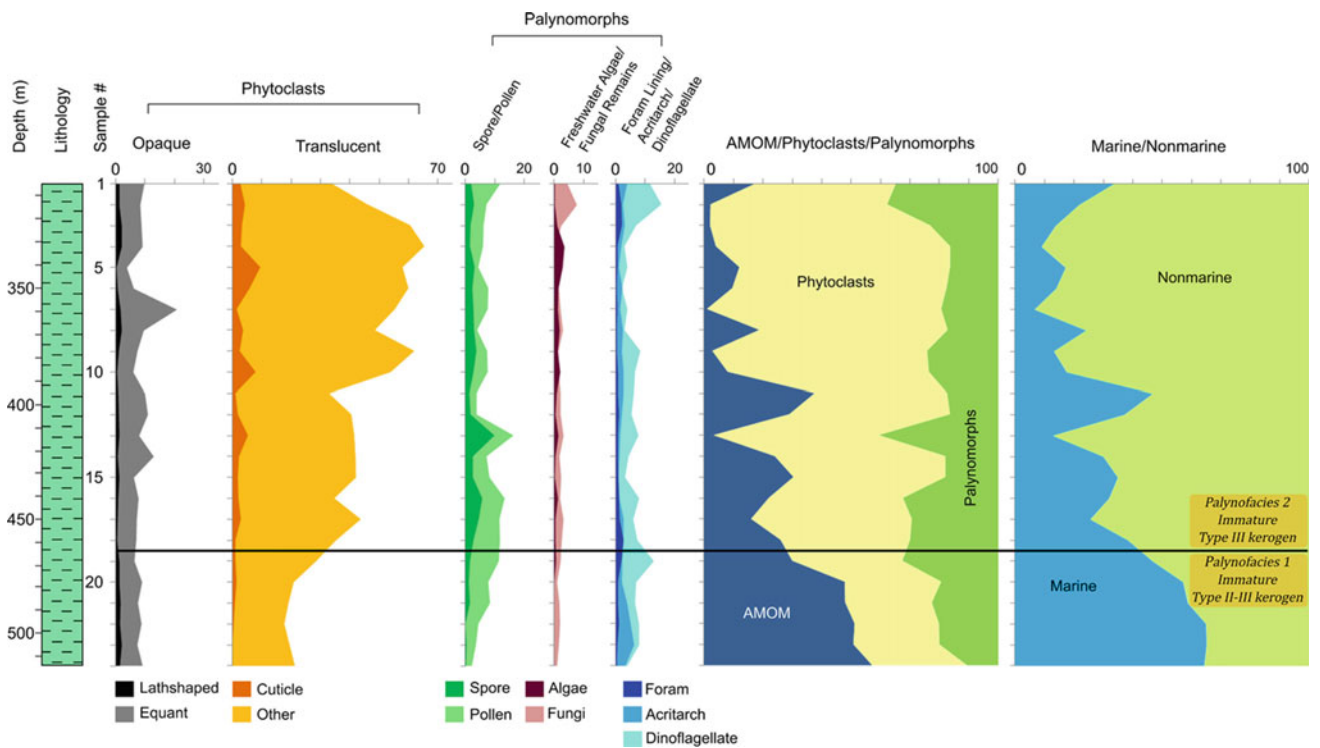 Palynomorphs
Phytoclasts
Depth (m)
Lithology
Sample #
Opaque
Translucent
Spore/Pollen
Freshwater Algae/
Fungal Remains
Foram Lining/
Acritarch/
Dinoflagellate
AMOM/Phytoclasts/Palynomorphs
Marine/Nonmarine
0 30
0 70
0 25
0 10
0 20
0 100
0 100
1
5
10
15
20
350
400
450
500
Phytoclasts
Palynomorphs
AMOM
Nonmarine
Marine
Palynofacies 2
Immature
Type III kerogen
Palynofacies 1
Immature
Type II-III kerogen
Lathshaped
Equant
Cuticle
Other
Spore
Pollen
Algae
Fungi
Foram
Acritarch
Dinoflagellate